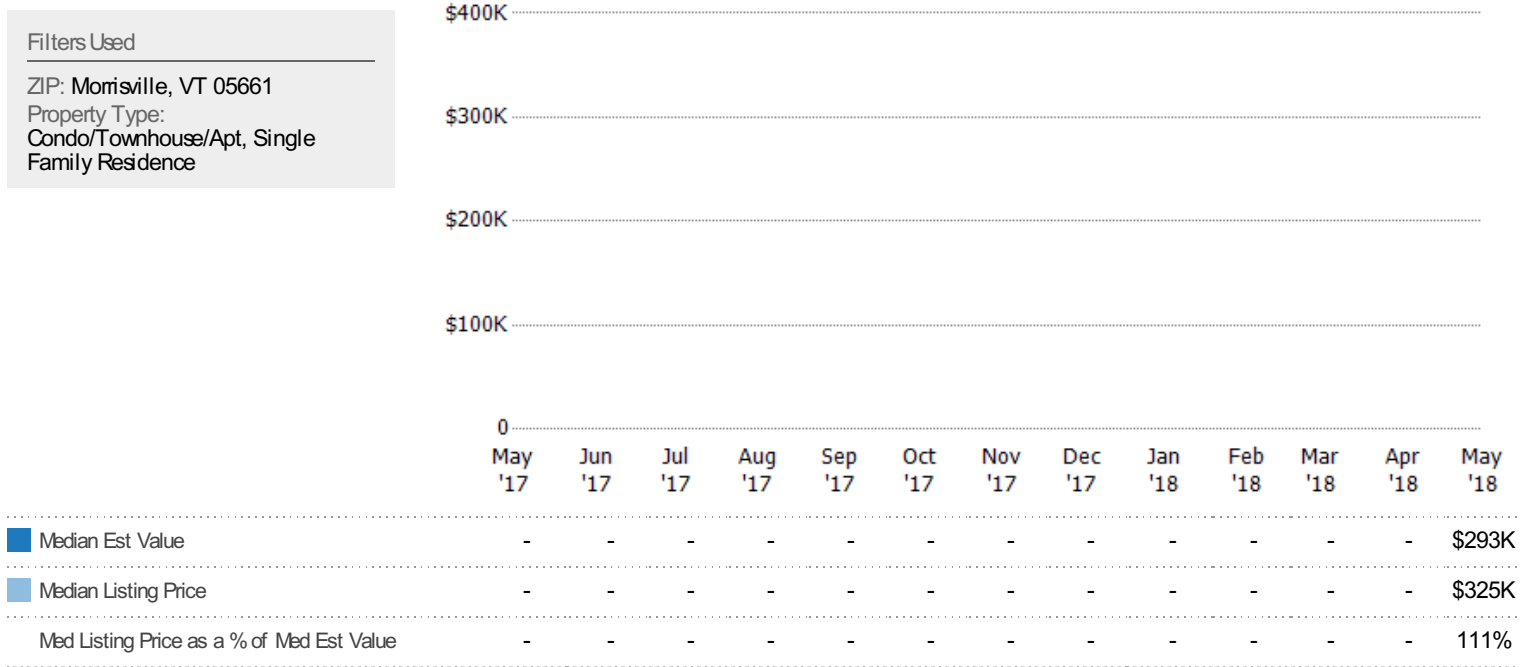 Filters Used
ZIP: Morrisville, VT 05661
Property Type:
Condo/Townhouse/Apt, Single
Family Residence
$400K
$300K
$200K
$100K
0
May Jun Jul Aug Sep Oct Nov Dec Jan Feb Mar Apr May
'17 '17 '17 '17 '17 '17 '17 '17 '18 '18 '18 '18 '18
Median Est Value - - - - - - - - - - - - $293K
Median Listing Price - - - - - - - - - - - - $325K
Med Listing Price as a % of Med Est Value - - - - - - - - - - - - 111%